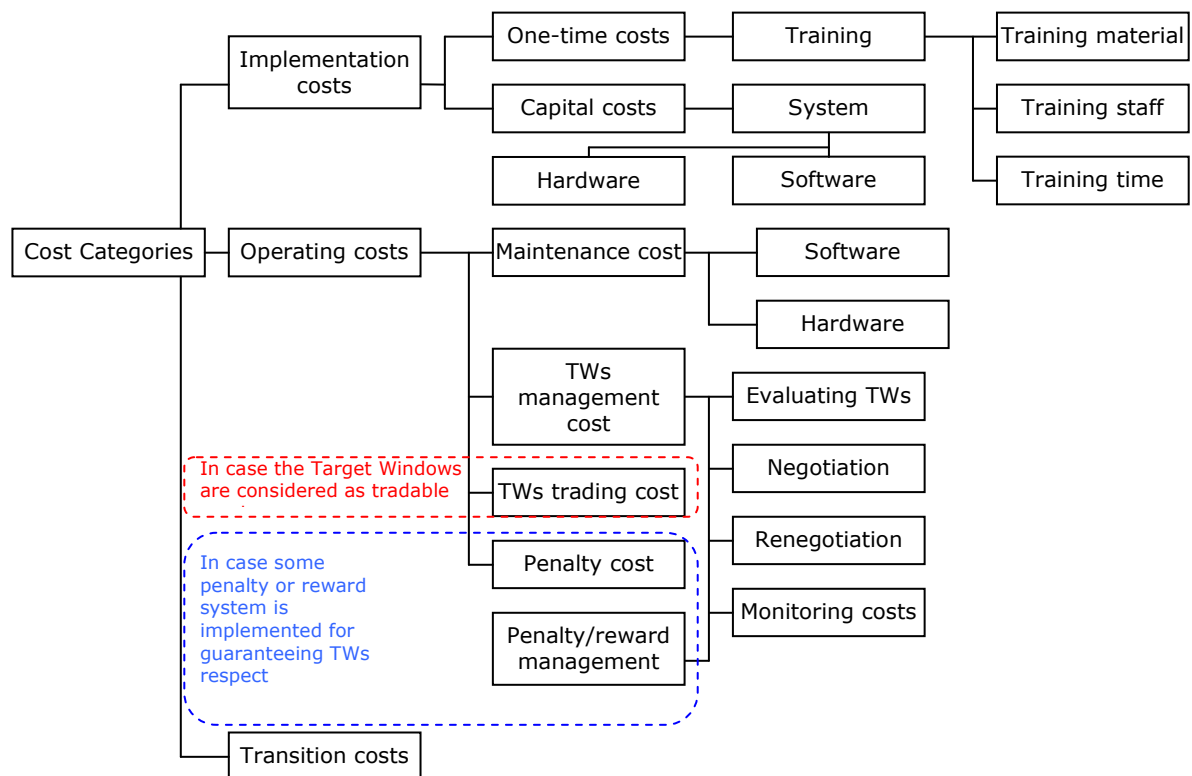 One-time costs
Training
Training material
Implementation
costs
Capital costs
System
Training staff
Hardware
Software
Training time
Cost Categories
Operating costs
Maintenance cost
Software
Hardware
TWs
management
cost
Evaluating TWs
In case the Target Windows
are considered as tradable
TWs trading cost
Negotiation
In case some
penalty or reward
system is
implemented for
guaranteeing TWs
respect
Penalty cost
Renegotiation
Penalty/reward
management
Monitoring costs
Transition costs